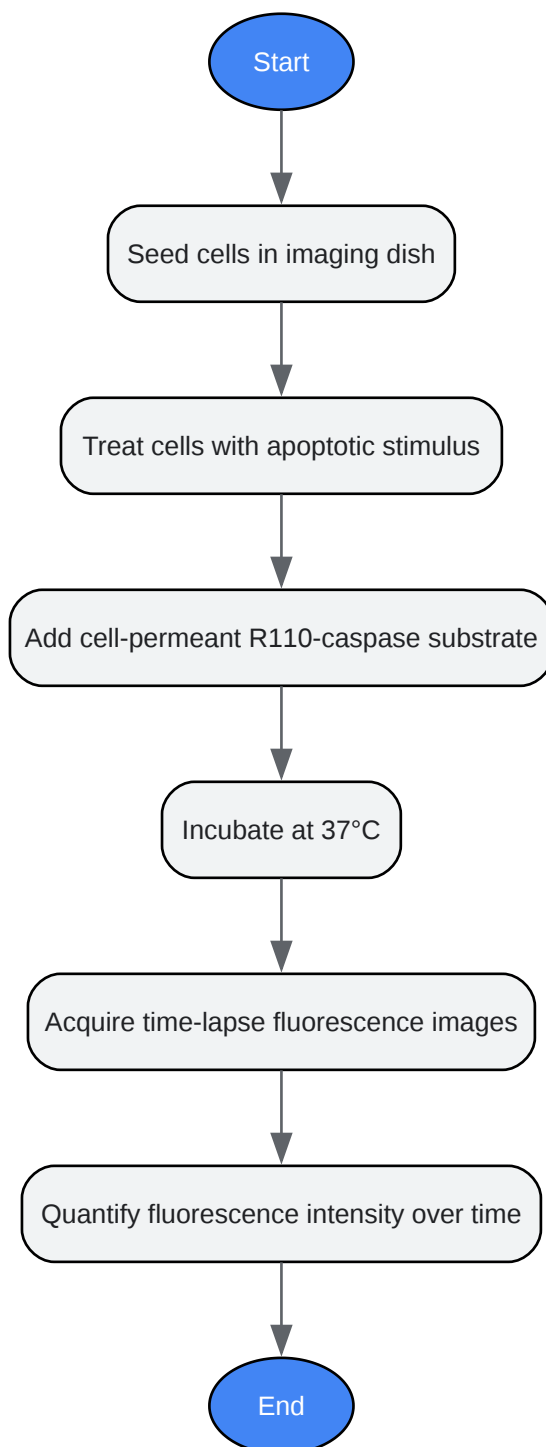 Start
Seed cells in imaging dish
Treat cells with apoptotic stimulus
Add cell-permeant R110-caspase substrate
Incubate at 37°C
Acquire time-lapse fluorescence images
Quantify fluorescence intensity over time
End